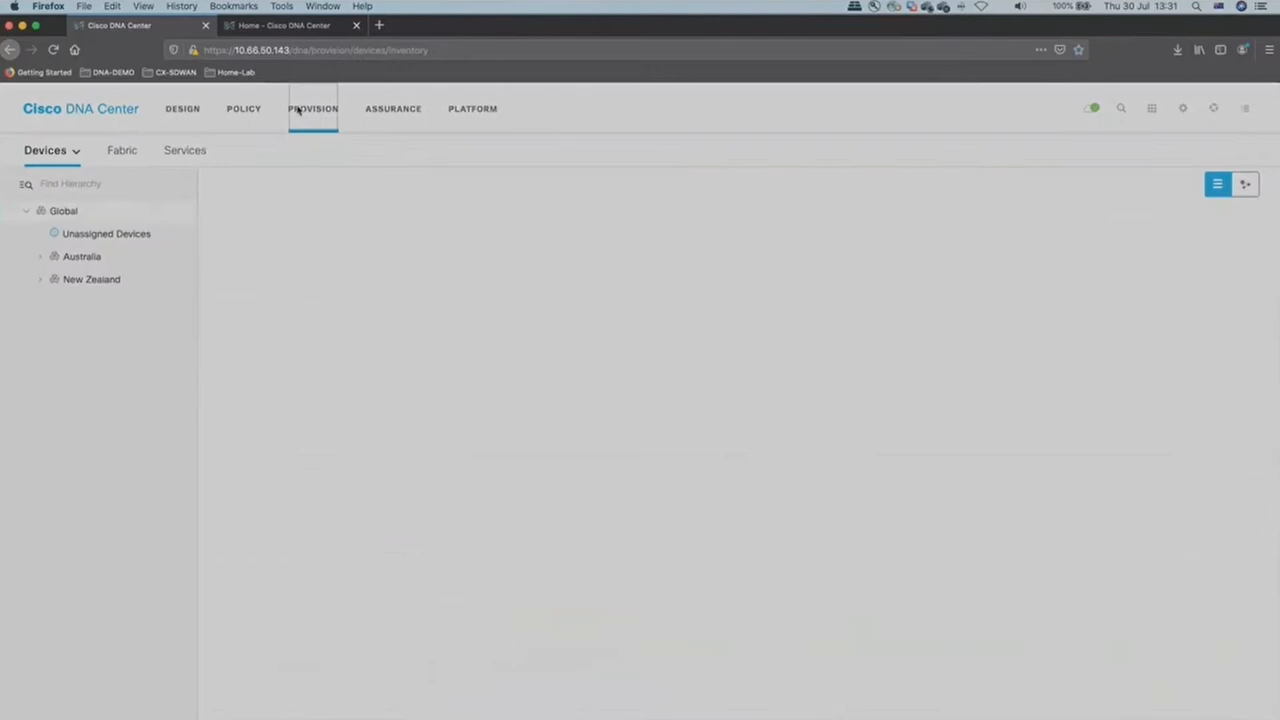 Firefox File Edit View History Bookmarks Tools Window Help 100% Thu 30 Jul 13:31
Cisco DNA Center Home - Cisco DNA Center
https://10.66.50.143/dna/provision/devices/inventory
Getting Started DNA-DEMO CX-SDWAN Home-Lab
Cisco DNA Center DESIGN POLICY PROVISION ASSURANCE PLATFORM
Devices Fabric Services
Find Hierarchy
Global
Unassigned Devices
Australia
New Zealand